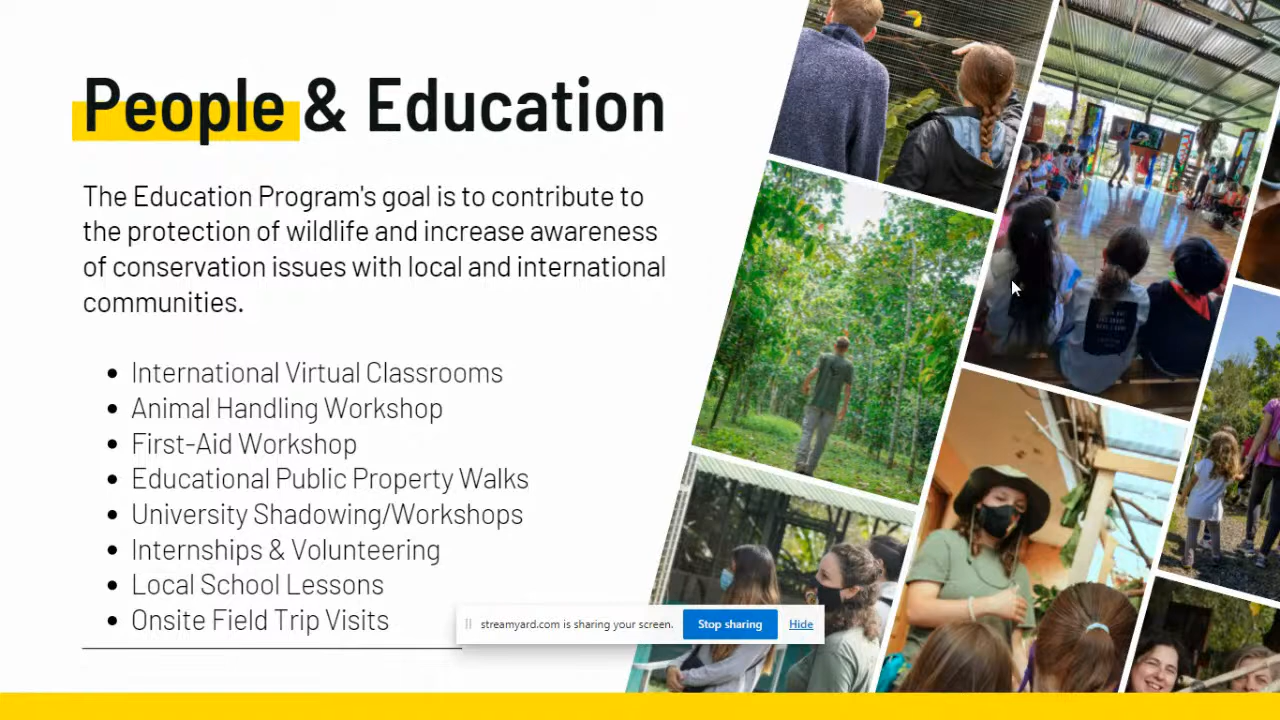 People & Education
The Education Program's goal is to contribute to
the protection of wildlife and increase awareness
of conservation issues with local and international
communities.
• International Virtual Classrooms
• Animal Handling Workshop
• First-Aid Workshop
• Educational Public Property Walks
• University Shadowing/Workshops
• Internships & Volunteering
• Local School Lessons
• Onsite Field Trip Visits
streamyard.com is sharing your screen. Stop sharing Hide